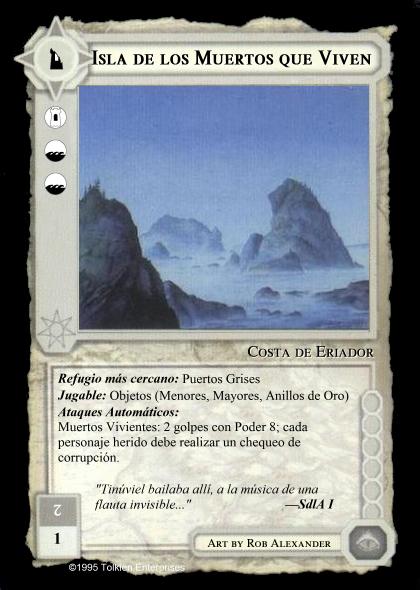 Isla de los Muertos que Viven
Costa de Eriador
Refugio más cercano: Puertos Grises
Jugable: Objetos (Menores, Mayores, Anillos de Oro)
Ataques Automáticos:
Muertos Vivientes: 2 golpes con Poder 8; cada
personaje herido debe realizar un chequeo de
corrupción.
"Tinúviel bailaba allí, a la música de una
flauta invisible..." —SdlA I
2
1
Art by Rob Alexander
©1995 Tolkien Enterprises